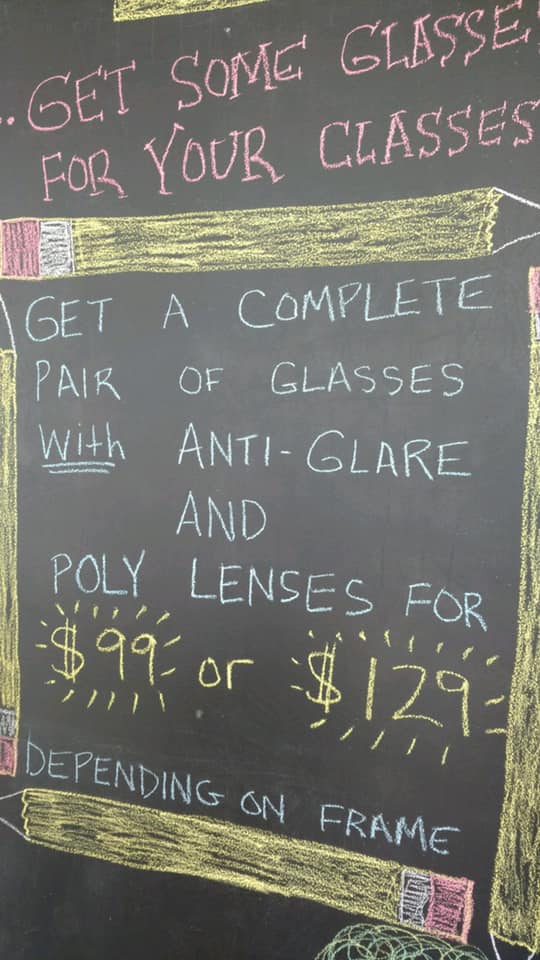 ..GET SOME GLASSE
FOR YOUR CLASSES
GET A COMPLETE
PAIR OF GLASSES
With ANTI-GLARE
AND
POLY LENSES FOR
$99 or $129
DEPENDING ON FRAME